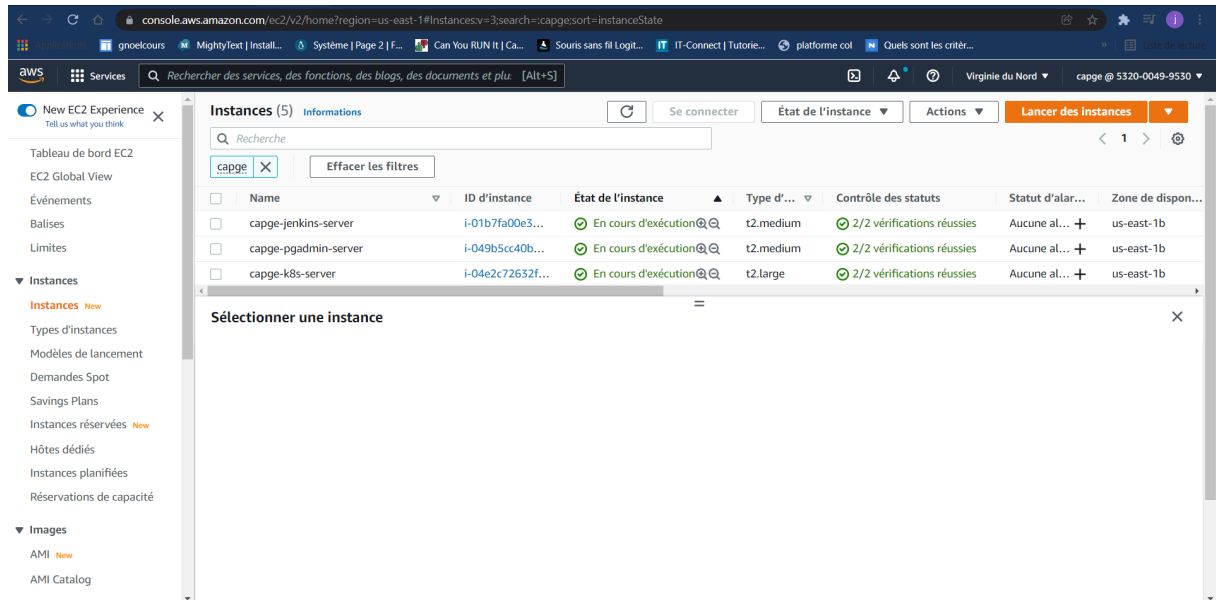 console.aws.amazon.com/ec2/v2/home?region=us-east-1#Instances:v=3;search=:capge;sort=instanceState
gnoelcours MightyText | Install... Système | Page 2 | F... Can You RUN It | Ca... Souris sans fil Logit... IT-Connect | Tutorie... platforme col Quels sont les critèr... » Liste de lecture
aws Services Rechercher des services, des fonctions, des blogs, des documents et plu: [Alt+S] Virginie du Nord ▼ capge @ 5320-0049-9530 ▼
New EC2 Experience
Tell us what you think
Tableau de bord EC2
EC2 Global View
Événements
Balises
Limites
Instances
Instances New
Types d'instances
Modèles de lancement
Demandes Spot
Savings Plans
Instances réservées New
Hôtes dédiés
Instances planifiées
Réservations de capacité
Images
AMI New
AMI Catalog
Instances (5) Informations Se connecter État de l'instance ▼ Actions ▼ Lancer des instances ▼
Recherche < 1 >
capge Effacer les filtres
Name ID d'instance État de l'instance Type d'... Contrôle des statuts Statut d'alar... Zone de dispon...
capge-jenkins-server i-01b7fa00e3... En cours d'exécution t2.medium 2/2 vérifications réussies Aucune al... + us-east-1b
capge-pgadmin-server i-049b5cc40b... En cours d'exécution t2.medium 2/2 vérifications réussies Aucune al... + us-east-1b
capge-k8s-server i-04e2c72632f... En cours d'exécution t2.large 2/2 vérifications réussies Aucune al... + us-east-1b
Sélectionner une instance